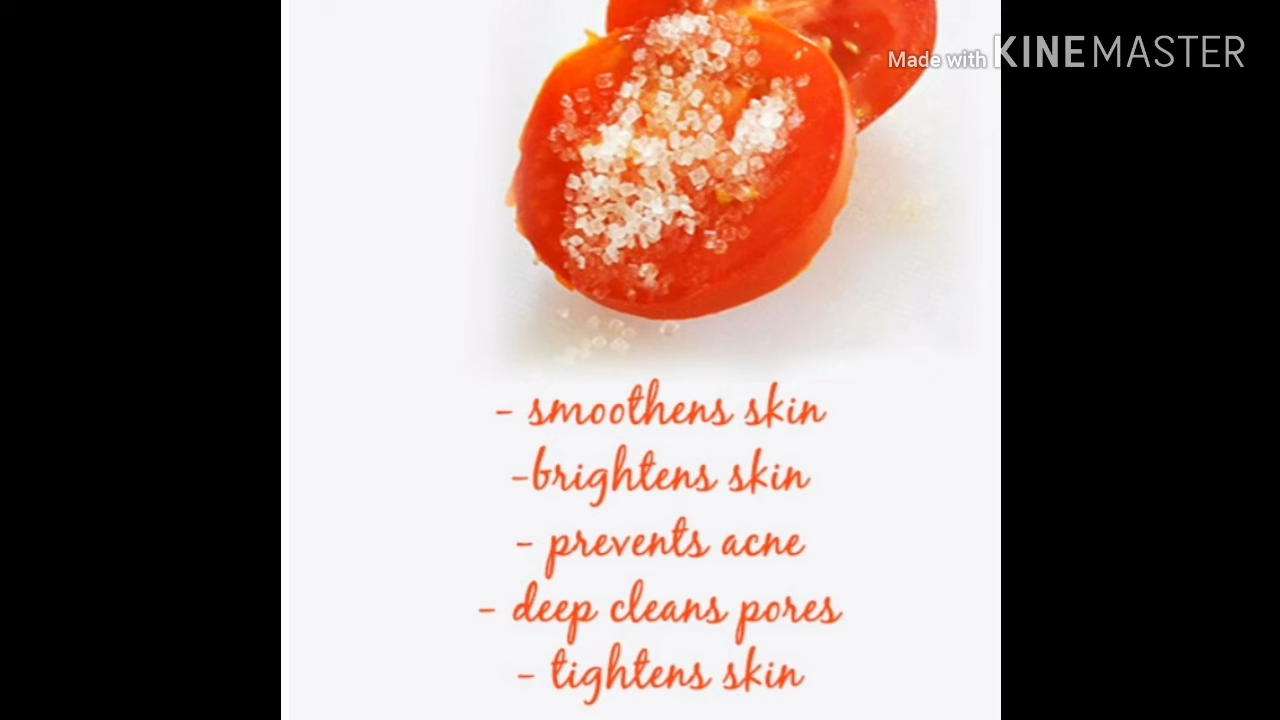 Made with KINEMASTER
- smoothens skin
-brightens skin
- prevents acne
- deep cleans pores
- tightens skin